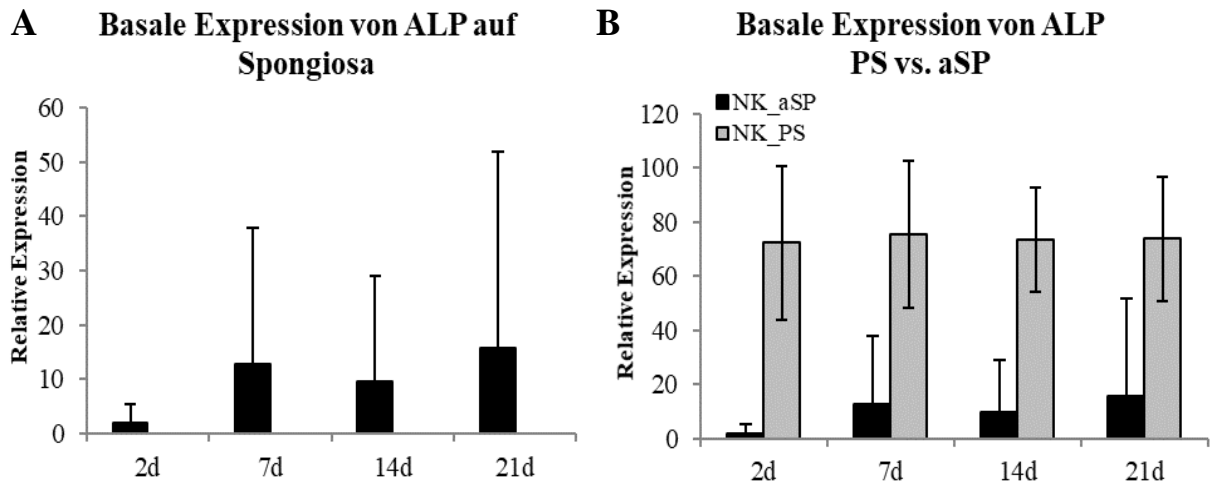 A
Basale Expression von ALP auf
Spongiosa
Relative Expression
60
50
40
30
20
10
0
2d
7d
14d
21d
B
Basale Expression von ALP
PS vs. aSP
NK_aSP
NK_PS
Relative Expression
120
100
80
60
40
20
0
2d
7d
14d
21d